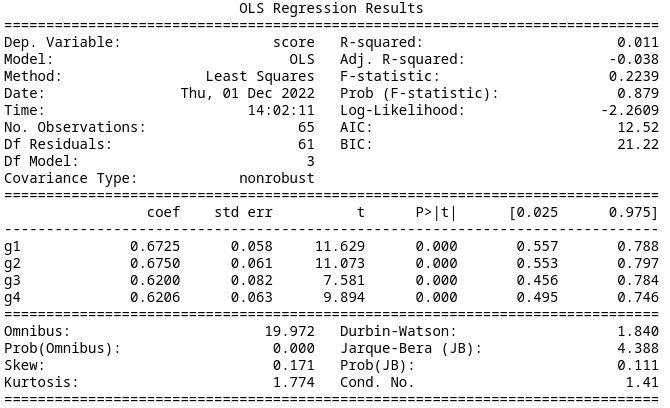 OLS Regression Results
==============================================================================
Dep. Variable:                  score   R-squared:                       0.011
Model:                            OLS   Adj. R-squared:                 -0.038
Method:                 Least Squares   F-statistic:                    0.2239
Date:                Thu, 01 Dec 2022   Prob (F-statistic):              0.879
Time:                        14:02:11   Log-Likelihood:                -2.2609
No. Observations:                  65   AIC:                             12.52
Df Residuals:                      61   BIC:                             21.22
Df Model:                           3
Covariance Type:            nonrobust
==============================================================================
                 coef    std err          t      P>|t|      [0.025      0.975]
------------------------------------------------------------------------------
g1             0.6725      0.058     11.629      0.000       0.557       0.788
g2             0.6750      0.061     11.073      0.000       0.553       0.797
g3             0.6200      0.082      7.581      0.000       0.456       0.784
g4             0.6206      0.063      9.894      0.000       0.495       0.746
==============================================================================
Omnibus:                       19.972   Durbin-Watson:                   1.840
Prob(Omnibus):                  0.000   Jarque-Bera (JB):                4.388
Skew:                           0.171   Prob(JB):                        0.111
Kurtosis:                       1.774   Cond. No.                         1.41
==============================================================================